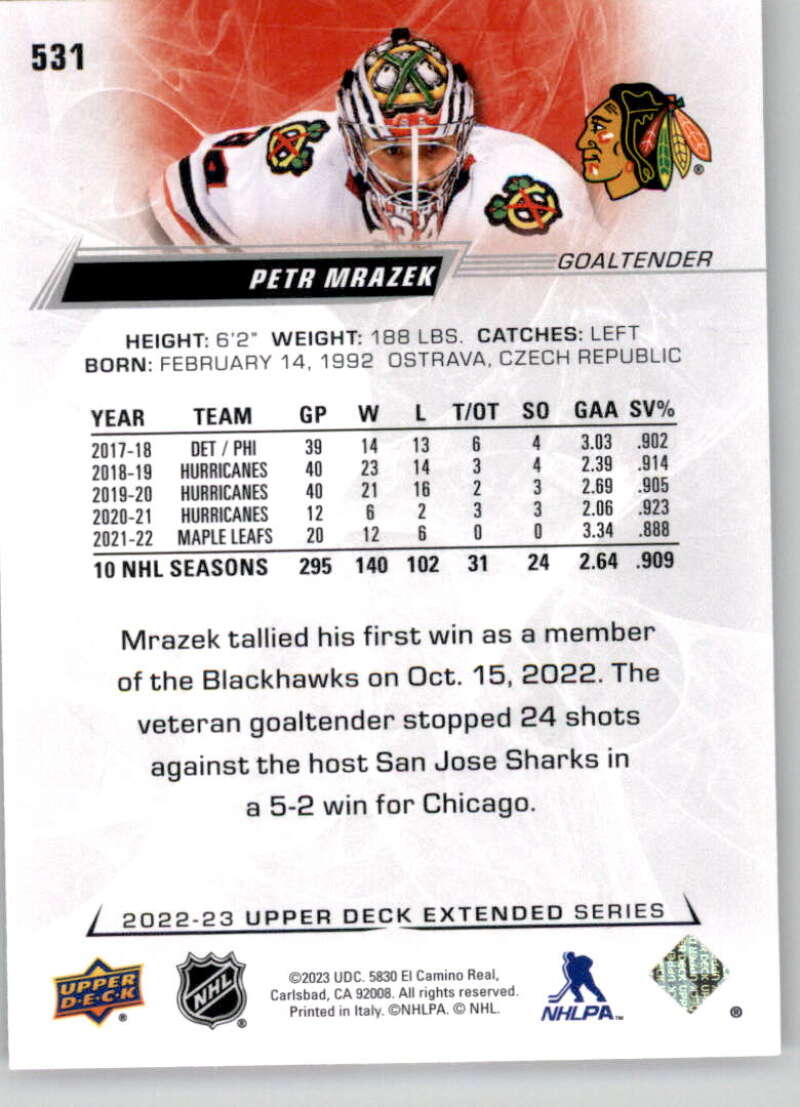 531
PETR MRAZEK
GOALTENDER
HEIGHT: 6'2" WEIGHT: 188 LBS. CATCHES: LEFT
BORN: FEBRUARY 14, 1992 OSTRAVA, CZECH REPUBLIC
YEAR TEAM GP W L T/OT SO GAA SV%
2017-18 DET / PHI 39 14 13 6 4 3.03 .902
2018-19 HURRICANES 40 23 14 3 4 2.39 .914
2019-20 HURRICANES 40 21 16 2 3 2.69 .905
2020-21 HURRICANES 12 6 2 3 3 2.06 .923
2021-22 MAPLE LEAFS 20 12 6 0 0 3.34 .888
10 NHL SEASONS 295 140 102 31 24 2.64 .909
Mrazek tallied his first win as a member
of the Blackhawks on Oct. 15, 2022. The
veteran goaltender stopped 24 shots
against the host San Jose Sharks in
a 5-2 win for Chicago.
2022-23 UPPER DECK EXTENDED SERIES
UPPER
D•E•C•K
®
NHL
®
©2023 UDC. 5830 El Camino Real,
Carlsbad, CA 92008. All rights reserved.
Printed in Italy. ©NHLPA. © NHL.
NHLPA™
®